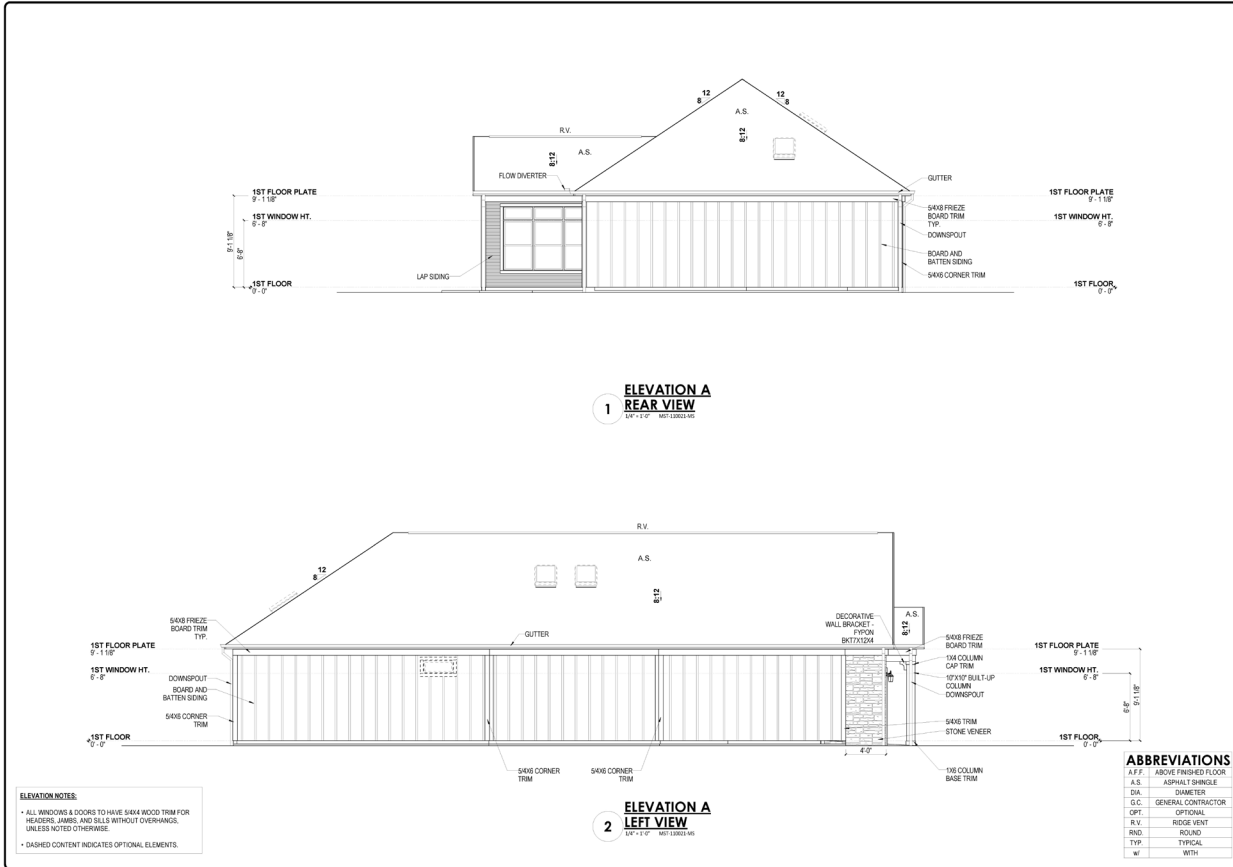 12
8
12
8
A.S.
8:12
R.V.
A.S.
8:12
FLOW DIVERTER
GUTTER
1ST FLOOR PLATE
9' - 1 1/8"
1ST FLOOR PLATE
9' - 1 1/8"
5/4X8 FRIEZE
BOARD TRIM
TYP.
1ST WINDOW HT.
6' - 8"
1ST WINDOW HT.
6' - 8"
DOWNSPOUT
9'-1 1/8"
6'-8"
BOARD AND
BATTEN SIDING
LAP SIDING
5/4X6 CORNER TRIM
1ST FLOOR
0' - 0"
1ST FLOOR
0' - 0"
1
ELEVATION A
REAR VIEW
1/4" = 1'-0" MST-110021-MS
R.V.
A.S.
12
8
8:12
A.S.
8:12
DECORATIVE
WALL BRACKET -
FYPON
BKT7X12X4
5/4X8 FRIEZE
BOARD TRIM
TYP.
GUTTER
5/4X8 FRIEZE
BOARD TRIM
1ST FLOOR PLATE
9' - 1 1/8"
1ST FLOOR PLATE
9' - 1 1/8"
1X4 COLUMN
CAP TRIM
1ST WINDOW HT.
6' - 8"
1ST WINDOW HT.
6' - 8"
DOWNSPOUT
10"X10" BUILT-UP
COLUMN
DOWNSPOUT
BOARD AND
BATTEN SIDING
6'-8"
9'-1 1/8"
5/4X6 CORNER
TRIM
5/4X6 TRIM
STONE VENEER
1ST FLOOR
0' - 0"
1ST FLOOR
0' - 0"
4'-0"
5/4X6 CORNER
TRIM
5/4X6 CORNER
TRIM
1X6 COLUMN
BASE TRIM
2
ELEVATION A
LEFT VIEW
1/4" = 1'-0" MST-110021-MS
ELEVATION NOTES:
• ALL WINDOWS & DOORS TO HAVE 5/4X4 WOOD TRIM FOR
HEADERS, JAMBS, AND SILLS WITHOUT OVERHANGS,
UNLESS NOTED OTHERWISE.
• DASHED CONTENT INDICATES OPTIONAL ELEMENTS.
ABBREVIATIONS
A.F.F. ABOVE FINISHED FLOOR
A.S. ASPHALT SHINGLE
DIA. DIAMETER
G.C. GENERAL CONTRACTOR
OPT. OPTIONAL
R.V. RIDGE VENT
RND. ROUND
TYP. TYPICAL
w/ WITH